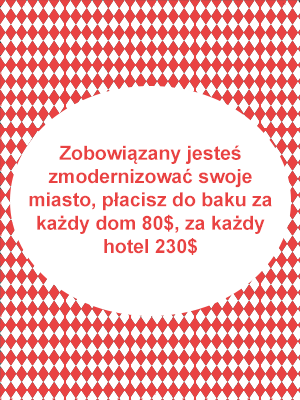 Zobowiązany jesteś
zmodernizować swoje
miasto, płacisz do baku za
każdy dom 80$, za każdy
hotel 230$